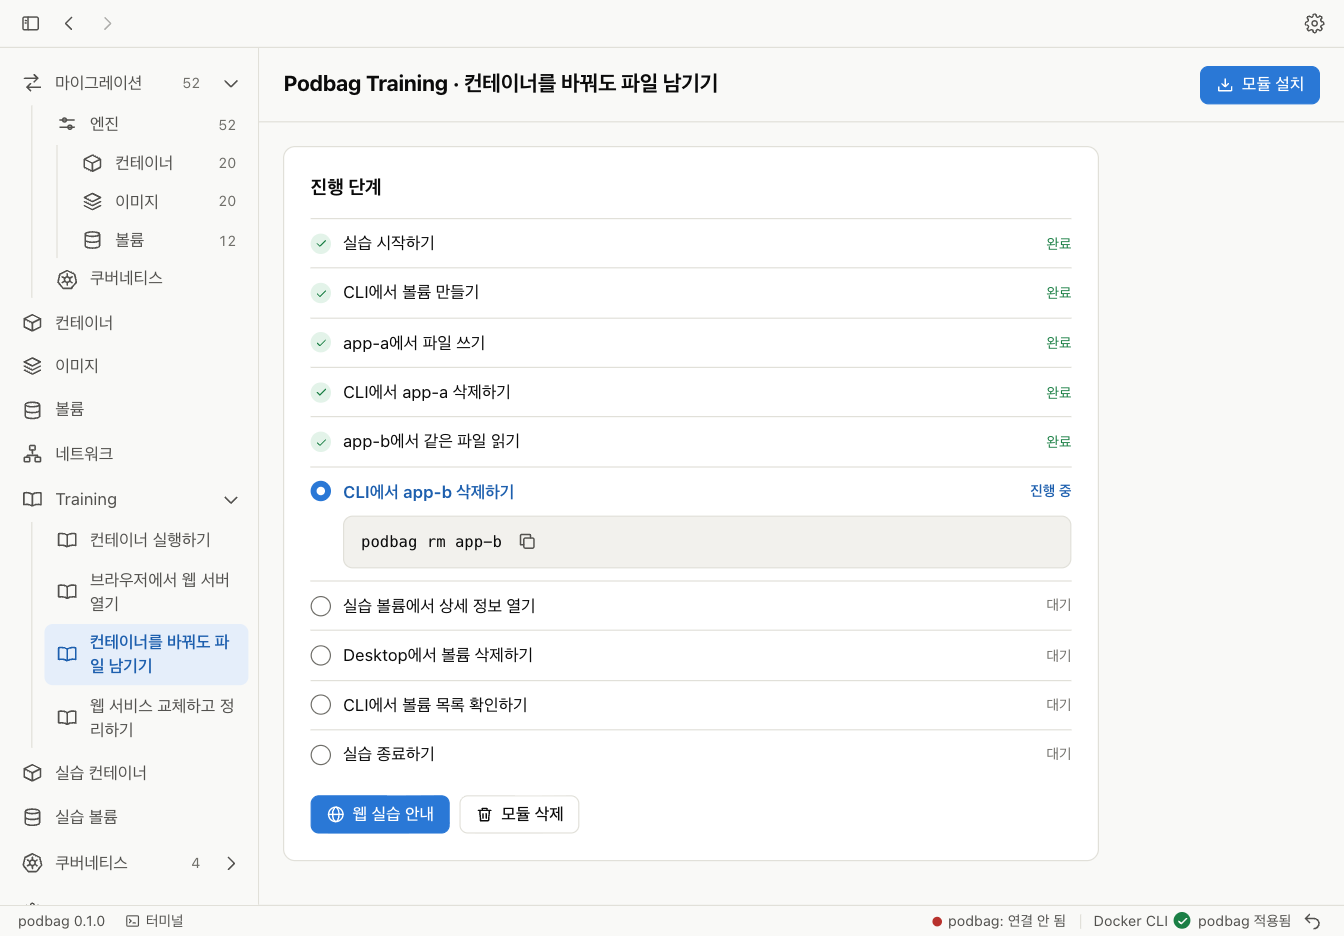 마이그레이션 52
엔진 52
컨테이너 20
이미지 20
볼륨 12
쿠버네티스
컨테이너
이미지
볼륨
네트워크
Training
컨테이너 실행하기
브라우저에서 웹 서버
열기
컨테이너를 바꿔도 파
일 남기기
웹 서비스 교체하고 정
리하기
실습 컨테이너
실습 볼륨
쿠버네티스 4
Podbag Training · 컨테이너를 바꿔도 파일 남기기
모듈 설치
진행 단계
실습 시작하기 완료
CLI에서 볼륨 만들기 완료
app-a에서 파일 쓰기 완료
CLI에서 app-a 삭제하기 완료
app-b에서 같은 파일 읽기 완료
CLI에서 app-b 삭제하기 진행 중
podbag rm app-b
실습 볼륨에서 상세 정보 열기 대기
Desktop에서 볼륨 삭제하기 대기
CLI에서 볼륨 목록 확인하기 대기
실습 종료하기 대기
웹 실습 안내 모듈 삭제
podbag 0.1.0 터미널 podbag: 연결 안 됨 Docker CLI podbag 적용됨